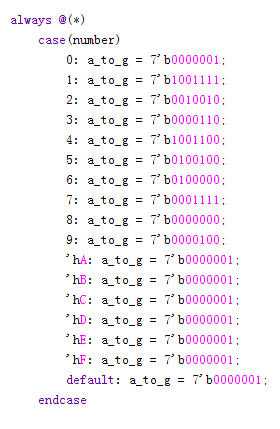 always @(*)
case(number)
0: a_to_g = 7'b0000001;
1: a_to_g = 7'b1001111;
2: a_to_g = 7'b0010010;
3: a_to_g = 7'b0000110;
4: a_to_g = 7'b1001100;
5: a_to_g = 7'b0100100;
6: a_to_g = 7'b0100000;
7: a_to_g = 7'b0001111;
8: a_to_g = 7'b0000000;
9: a_to_g = 7'b0000100;
'hA: a_to_g = 7'b0000001;
'hB: a_to_g = 7'b0000001;
'hC: a_to_g = 7'b0000001;
'hD: a_to_g = 7'b0000001;
'hE: a_to_g = 7'b0000001;
'hF: a_to_g = 7'b0000001;
default: a_to_g = 7'b0000001;
endcase